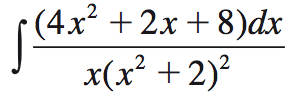 ∫ (4x² + 2x + 8)dx / x(x² + 2)²